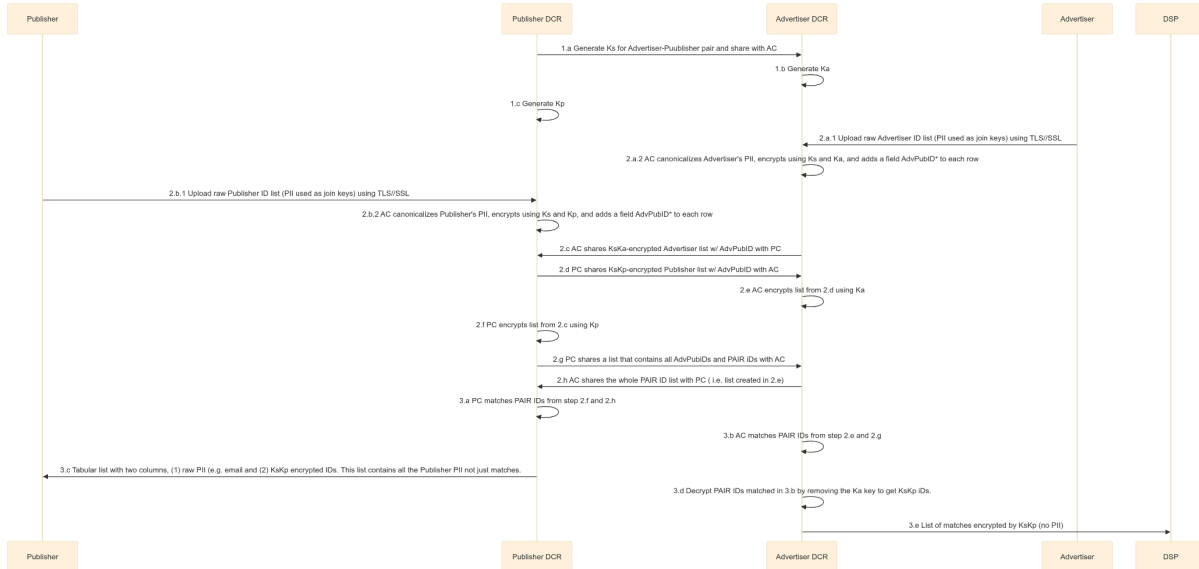 Publisher
Publisher DCR
Advertiser DCR
Advertiser
DSP
1.a Generate Ks for Advertiser-Puublisher pair and share with AC
1.b Generate Ka
1.c Generate Kp
2.a.1 Upload raw Advertiser ID list (PII used as join keys) using TLS//SSL
2.a.2 AC canonicalizes Advertiser's PII, encrypts using Ks and Ka, and adds a field AdvPubID* to each row
2.b.1 Upload raw Publisher ID list (PII used as join keys) using TLS//SSL
2.b.2 AC canonicalizes Publisher's PII, encrypts using Ks and Kp, and adds a field AdvPubID* to each row
2.c AC shares KsKa-encrypted Advertiser list w/ AdvPubID with PC
2.d PC shares KsKp-encrypted Publisher list w/ AdvPubID with AC
2.e AC encrypts list from 2.d using Ka
2.f PC encrypts list from 2.c using Kp
2.g PC shares a list that contains all AdvPubIDs and PAIR iDs with AC
2.h AC shares the whole PAIR ID list with PC ( i.e. list created in 2.e)
3.a PC matches PAIR IDs from step 2.f and 2.h
3.b AC matches PAIR IDs from step 2.e and 2.g
3.c Tabular list with two columns, (1) raw PII (e.g. email and (2) KsKp encrypted IDs. This list contains all the Publisher PII not just matches.
3.d Decrypt PAIR IDs matched in 3.b by removing the Ka key to get KsKp iDs.
3.e List of matches encrypted by KsKp (no PII)
Publisher
Publisher DCR
Advertiser DCR
Advertiser
DSP